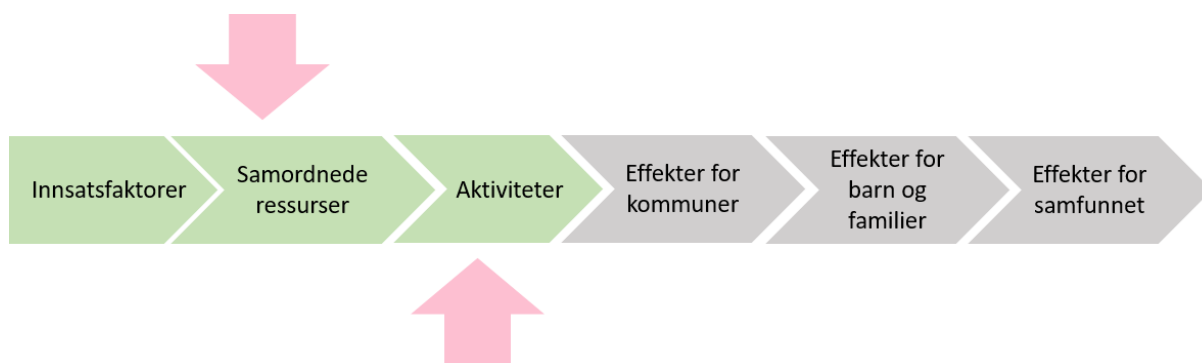 Innsatsfaktorer
Samordnede
ressurser
Aktiviteter
Effekter for
kommuner
Effekter for
barn og
familier
Effekter for
samfunnet